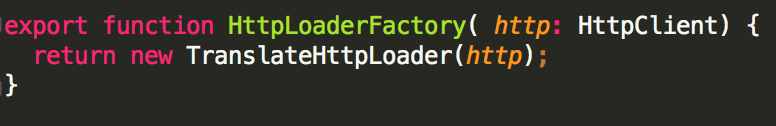 export function HttpLoaderFactory( http: HttpClient) {
  return new TranslateHttpLoader(http);
}